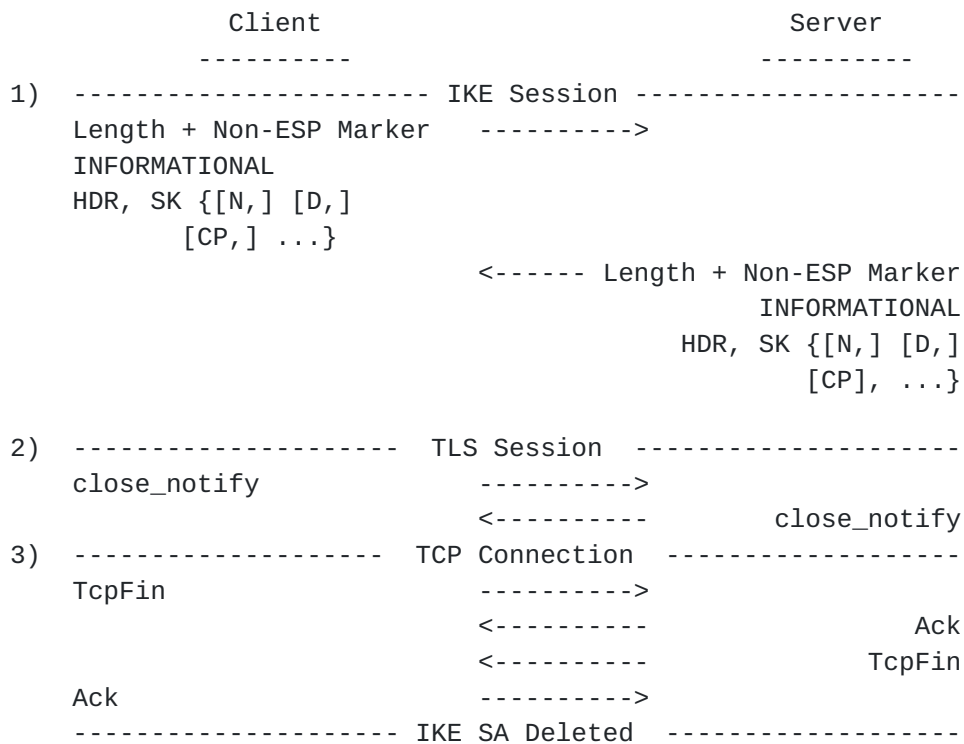 Client                              Server
----------                          ----------
1)  ----------------------- IKE Session ---------------------
Length + Non-ESP Marker   ----------->
INFORMATIONAL
HDR, SK {[N,] [D,]
[CP,] ...}
<------ Length + Non-ESP Marker
INFORMATIONAL
HDR, SK {[N,] [D,]
[CP], ...}
2)  ---------------------  TLS Session  ---------------------
close_notify              ---------->
<----------        close_notify
3)  --------------------  TCP Connection  -------------------
TcpFin                    ---------->
<----------                 Ack
<----------              TcpFin
Ack                       ---------->
--------------------- IKE SA Deleted  -------------------